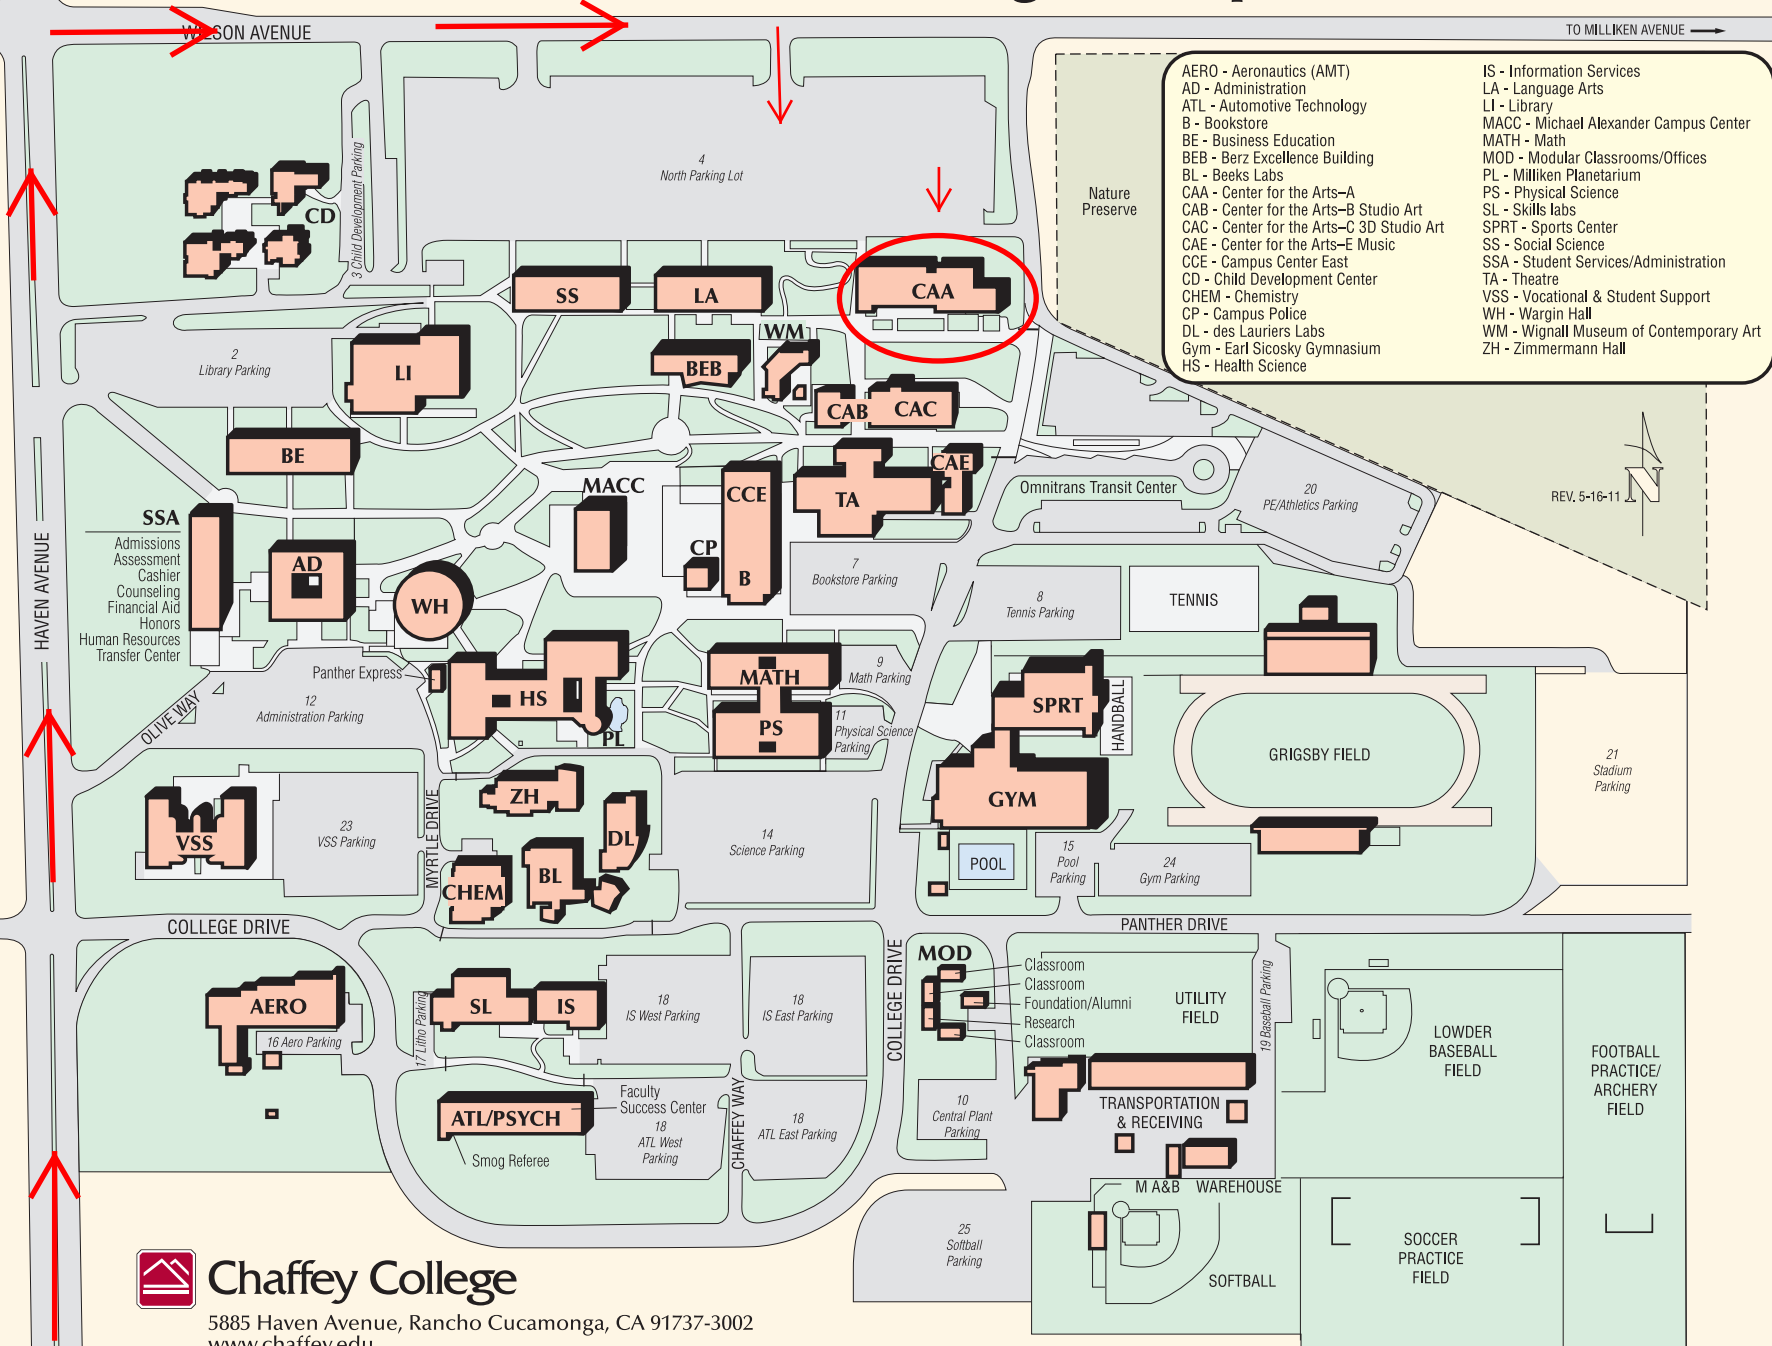 WILSON AVENUE
TO MILLIKEN AVENUE
AERO - Aeronautics (AMT)
AD - Administration
ATL - Automotive Technology
B - Bookstore
BE - Business Education
BEB - Berz Excellence Building
BL - Beeks Labs
CAA - Center for the Arts–A
CAB - Center for the Arts–B Studio Art
CAC - Center for the Arts–C 3D Studio Art
CAE - Center for the Arts–E Music
CCE - Campus Center East
CD - Child Development Center
CHEM - Chemistry
CP - Campus Police
DL - des Lauriers Labs
Gym - Earl Sicosky Gymnasium
HS - Health Science
IS - Information Services
LA - Language Arts
LI - Library
MACC - Michael Alexander Campus Center
MATH - Math
MOD - Modular Classrooms/Offices
PL - Milliken Planetarium
PS - Physical Science
SL - Skills labs
SPRT - Sports Center
SS - Social Science
SSA - Student Services/Administration
TA - Theatre
VSS - Vocational & Student Support
WH - Wargin Hall
WM - Wignall Museum of Contemporary Art
ZH - Zimmermann Hall
3 Child Development Parking
4
North Parking Lot
Nature
Preserve
CD
SS
LA
CAA
WM
2
Library Parking
LI
BEB
CAB
CAC
BE
CAE
MACC
CCE
TA
Omnitrans Transit Center
20
PE/Athletics Parking
REV. 5-16-11
N
SSA
Admissions
Assessment
Cashier
Counseling
Financial Aid
Honors
Human Resources
Transfer Center
HAVEN AVENUE
AD
WH
CP
B
7
Bookstore Parking
8
Tennis Parking
TENNIS
Panther Express
OLIVE WAY
12
Administration Parking
HS
PL
MATH
9
Math Parking
PS
11
Physical Science
Parking
SPRT
HANDBALL
GRIGSBY FIELD
21
Stadium
Parking
VSS
23
VSS Parking
MYRTLE DRIVE
ZH
DL
CHEM
BL
14
Science Parking
GYM
POOL
15
Pool
Parking
24
Gym Parking
COLLEGE DRIVE
PANTHER DRIVE
AERO
16 Aero Parking
17 Litho Parking
SL
IS
18
IS West Parking
18
IS East Parking
COLLEGE DRIVE
MOD
Classroom
Classroom
Foundation/Alumni
Research
Classroom
UTILITY
FIELD
19 Baseball Parking
LOWDER
BASEBALL
FIELD
FOOTBALL
PRACTICE/
ARCHERY
FIELD
ATL/PSYCH
Faculty
Success Center
18
ATL West
Parking
Smog Referee
CHAFFEY WAY
18
ATL East Parking
10
Central Plant
Parking
TRANSPORTATION
& RECEIVING
M A&B
WAREHOUSE
25
Softball
Parking
SOFTBALL
SOCCER
PRACTICE
FIELD
Chaffey College
5885 Haven Avenue, Rancho Cucamonga, CA 91737-3002
www.chaffey.edu